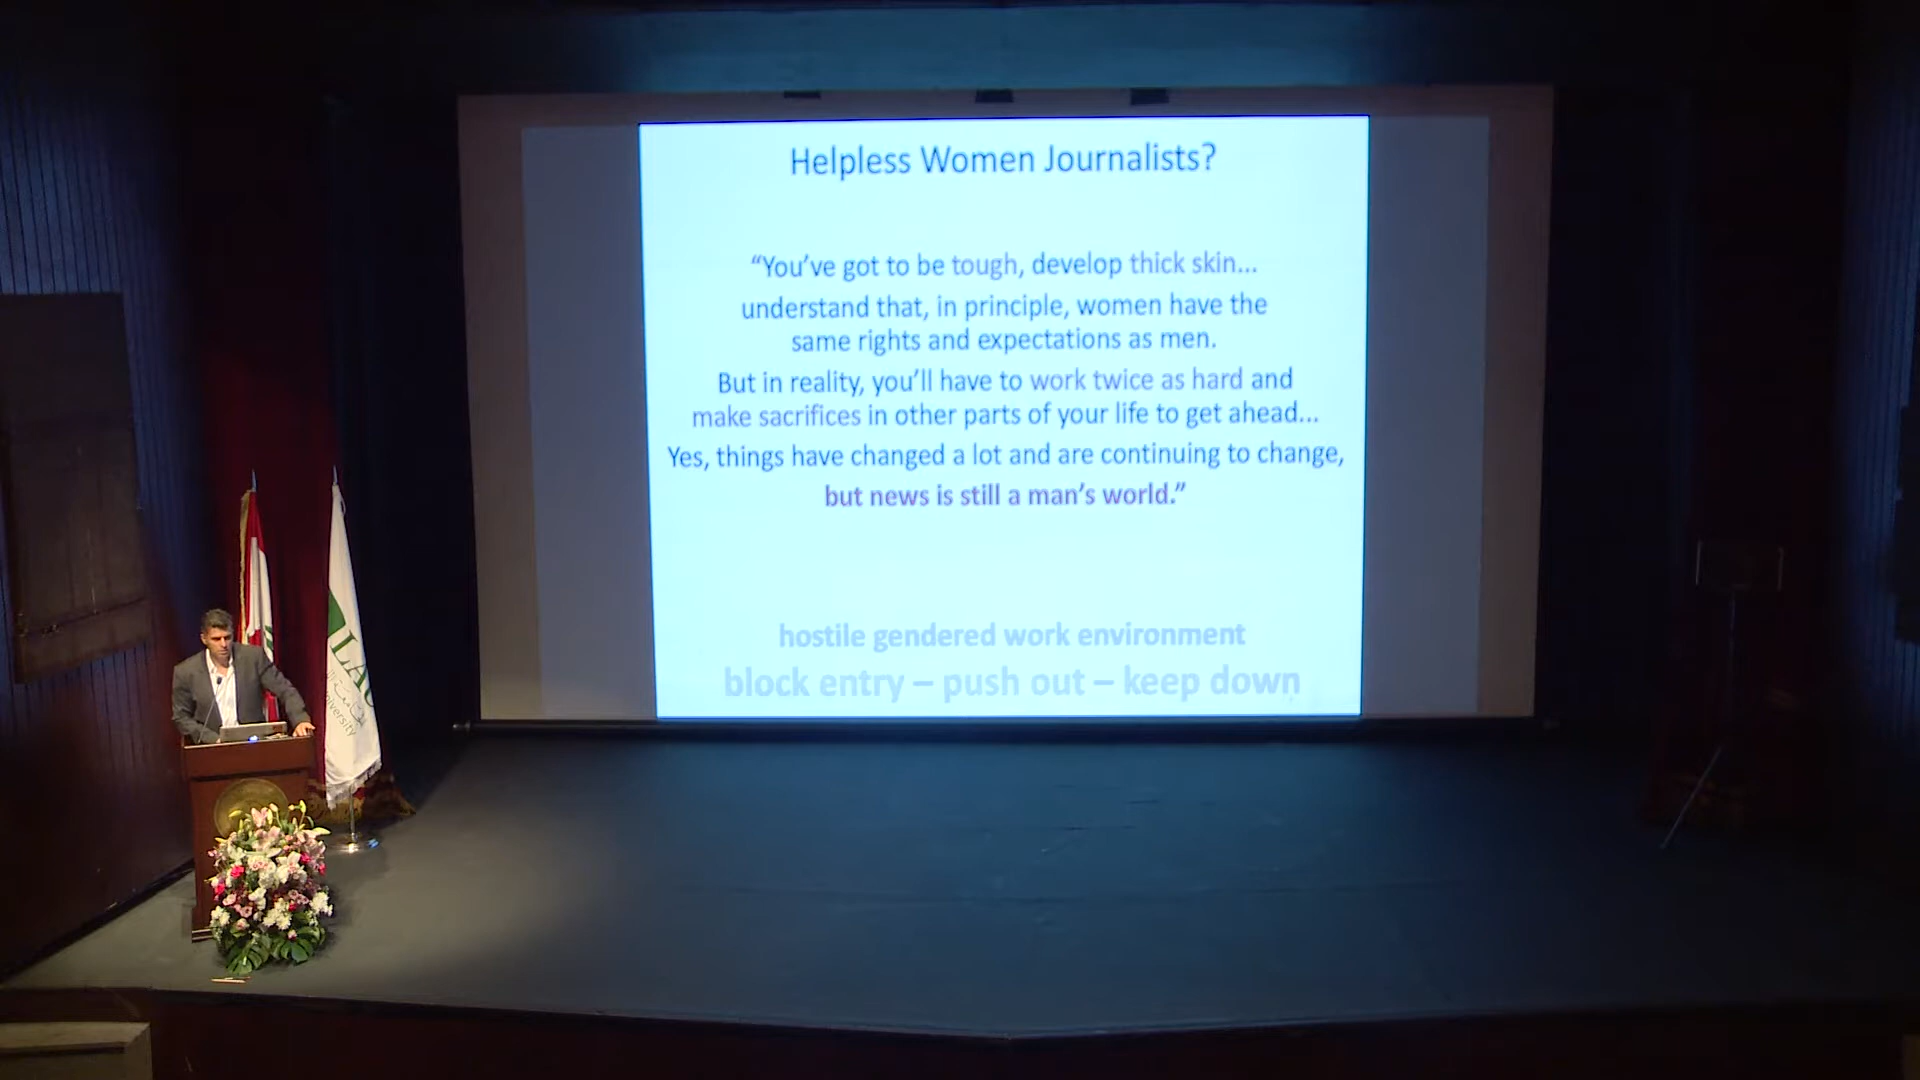 Helpless Women Journalists?
“You’ve got to be tough, develop thick skin...
understand that, in principle, women have the
same rights and expectations as men.
But in reality, you’ll have to work twice as hard and
make sacrifices in other parts of your life to get ahead...
Yes, things have changed a lot and are continuing to change,
but news is still a man’s world.”
hostile gendered work environment
block entry – push out – keep down
LAU